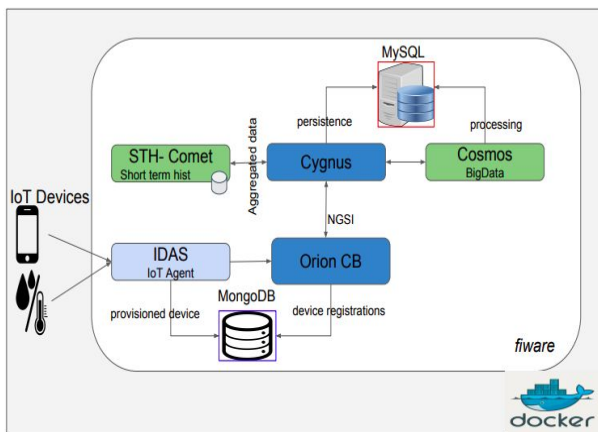 MySQL
persistence
processing
STH- Comet
Short term hist
Aggregated data
Cygnus
Cosmos
BigData
IoT Devices
NGSI
IDAS
IoT Agent
Orion CB
MongoDB
provisioned device
device registrations
fiware
docker